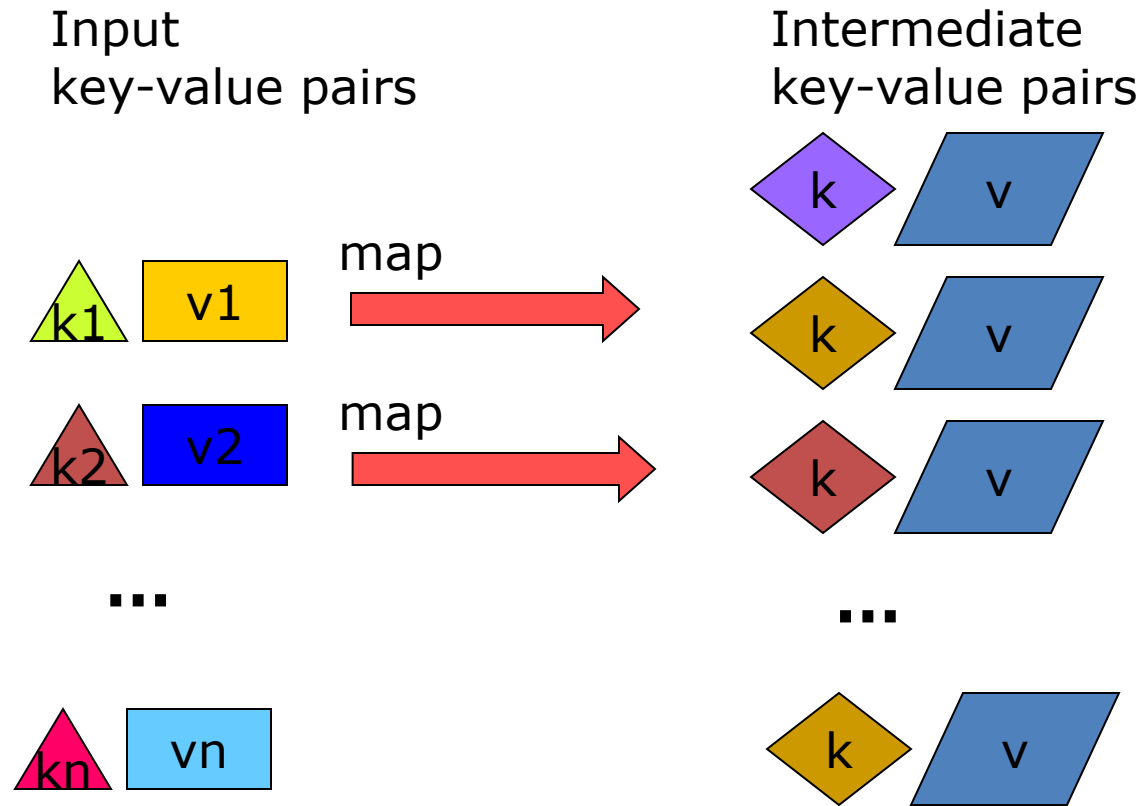 Input
key-value pairs
Intermediate
key-value pairs
k v
map
k1 v1
k v
map
k2 v2
k v
...
...
kn vn
k v